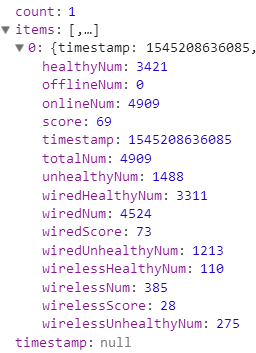 count: 1
▼ items: [,…]
▼ 0: {timestamp: 1545208636085,
healthyNum: 3421
offlineNum: 0
onlineNum: 4909
score: 69
timestamp: 1545208636085
totalNum: 4909
unhealthyNum: 1488
wiredHealthyNum: 3311
wiredNum: 4524
wiredScore: 73
wiredUnhealthyNum: 1213
wirelessHealthyNum: 110
wirelessNum: 385
wirelessScore: 28
wirelessUnhealthyNum: 275
timestamp: null